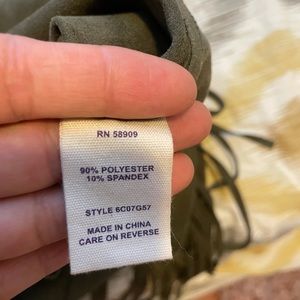 RN 58909
90% POLYESTER
10% SPANDEX
STYLE 6C07G57
MADE IN CHINA
CARE ON REVERSE